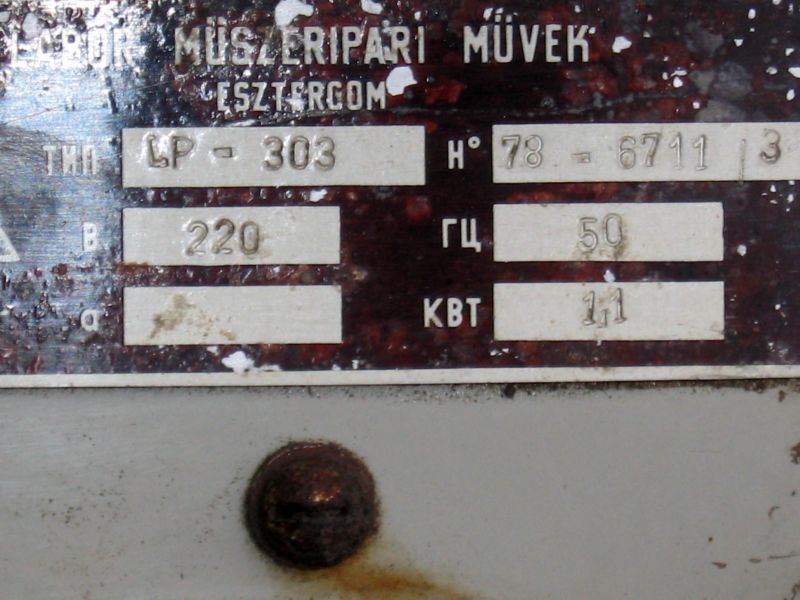 LABOR MŰSZERIPARI MŰVEK
ESZTERGOM
ТИП LP - 303 N° 78 - 6711 / 3
В 220 ГЦ 50
а КВТ 1,1